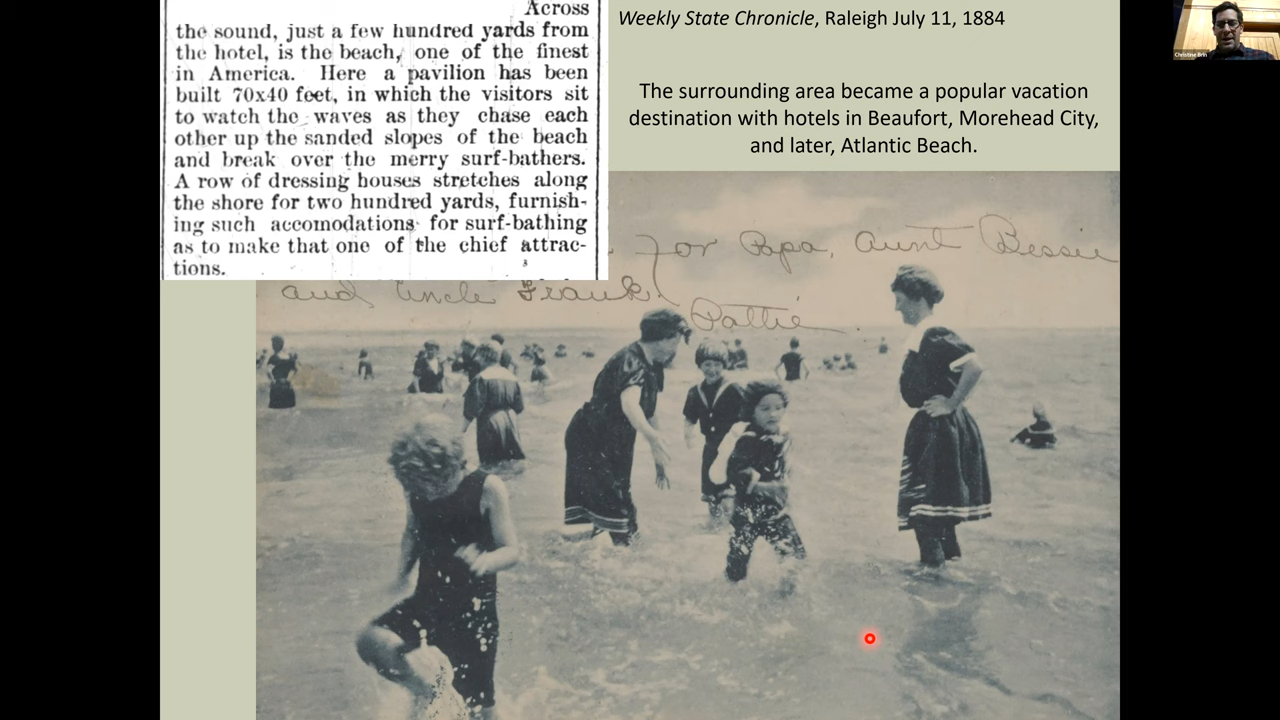 Across
the sound, just a few hundred yards from
the hotel, is the beach, one of the finest
in America. Here a pavilion has been
built 70x40 feet, in which the visitors sit
to watch the waves as they chase each
other up the sanded slopes of the beach
and break over the merry surf-bathers.
A row of dressing houses stretches along
the shore for two hundred yards, furnish-
ing such accomodations for surf-bathing
as to make that one of the chief attrac-
tions.
Weekly State Chronicle, Raleigh July 11, 1884
The surrounding area became a popular vacation
destination with hotels in Beaufort, Morehead City,
and later, Atlantic Beach.
For Papa, Aunt Bessie
and Uncle Frank.
Pattie
Christine Brin